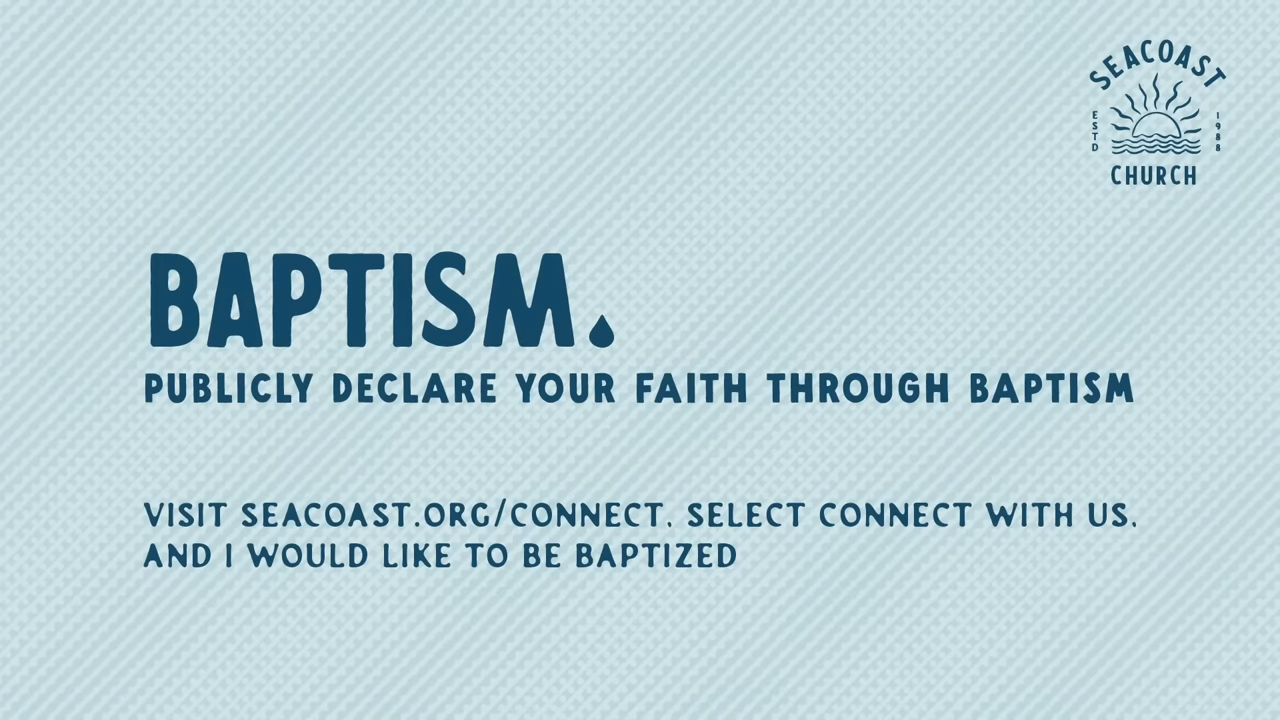 SEACOAST
ESTD
1988
CHURCH
BAPTISM.
PUBLICLY DECLARE YOUR FAITH THROUGH BAPTISM
VISIT SEACOAST.ORG/CONNECT, SELECT CONNECT WITH US,
AND I WOULD LIKE TO BE BAPTIZED